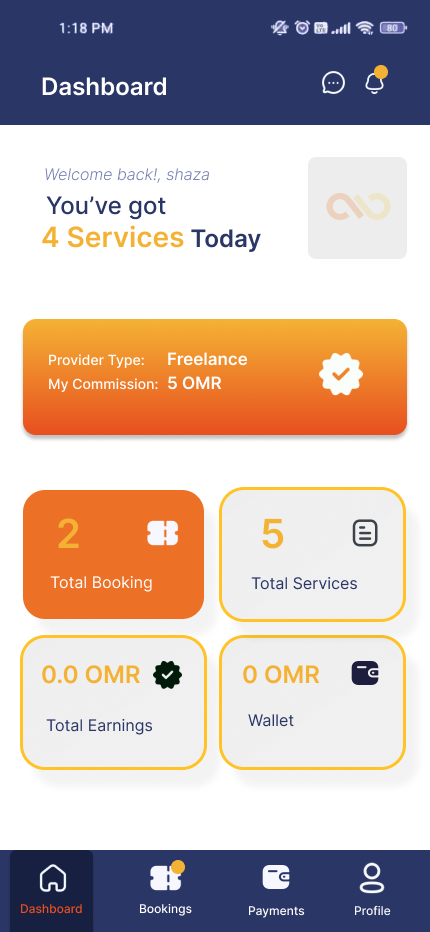 1:18 PM
80
Dashboard
Welcome back!, shaza
You've got
4 Services Today
Provider Type: Freelance
My Commission: 5 OMR
2
5
Total Booking
Total Services
0.0 OMR
0 OMR
Total Earnings
Wallet
Dashboard
Bookings
Payments
Profile